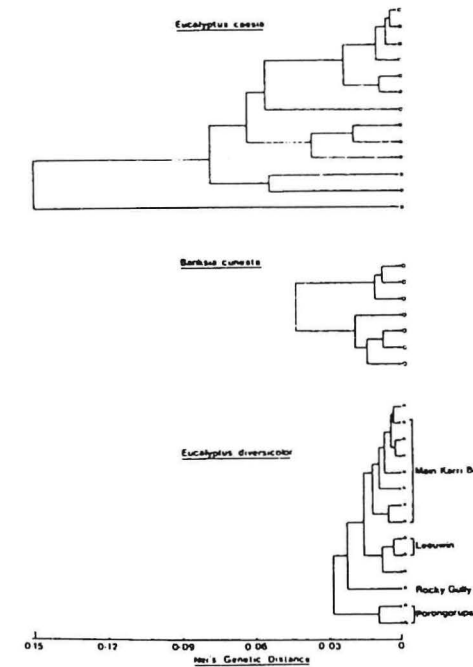 Eucalyptus caesia
Banksia cuneata
Eucalyptus diversicolor
Main Karri B
Leeuwin
Rocky Gully
Porongorups
0·15 0·12 0·09 0·06 0·03 0
Nei's Genetic Distance